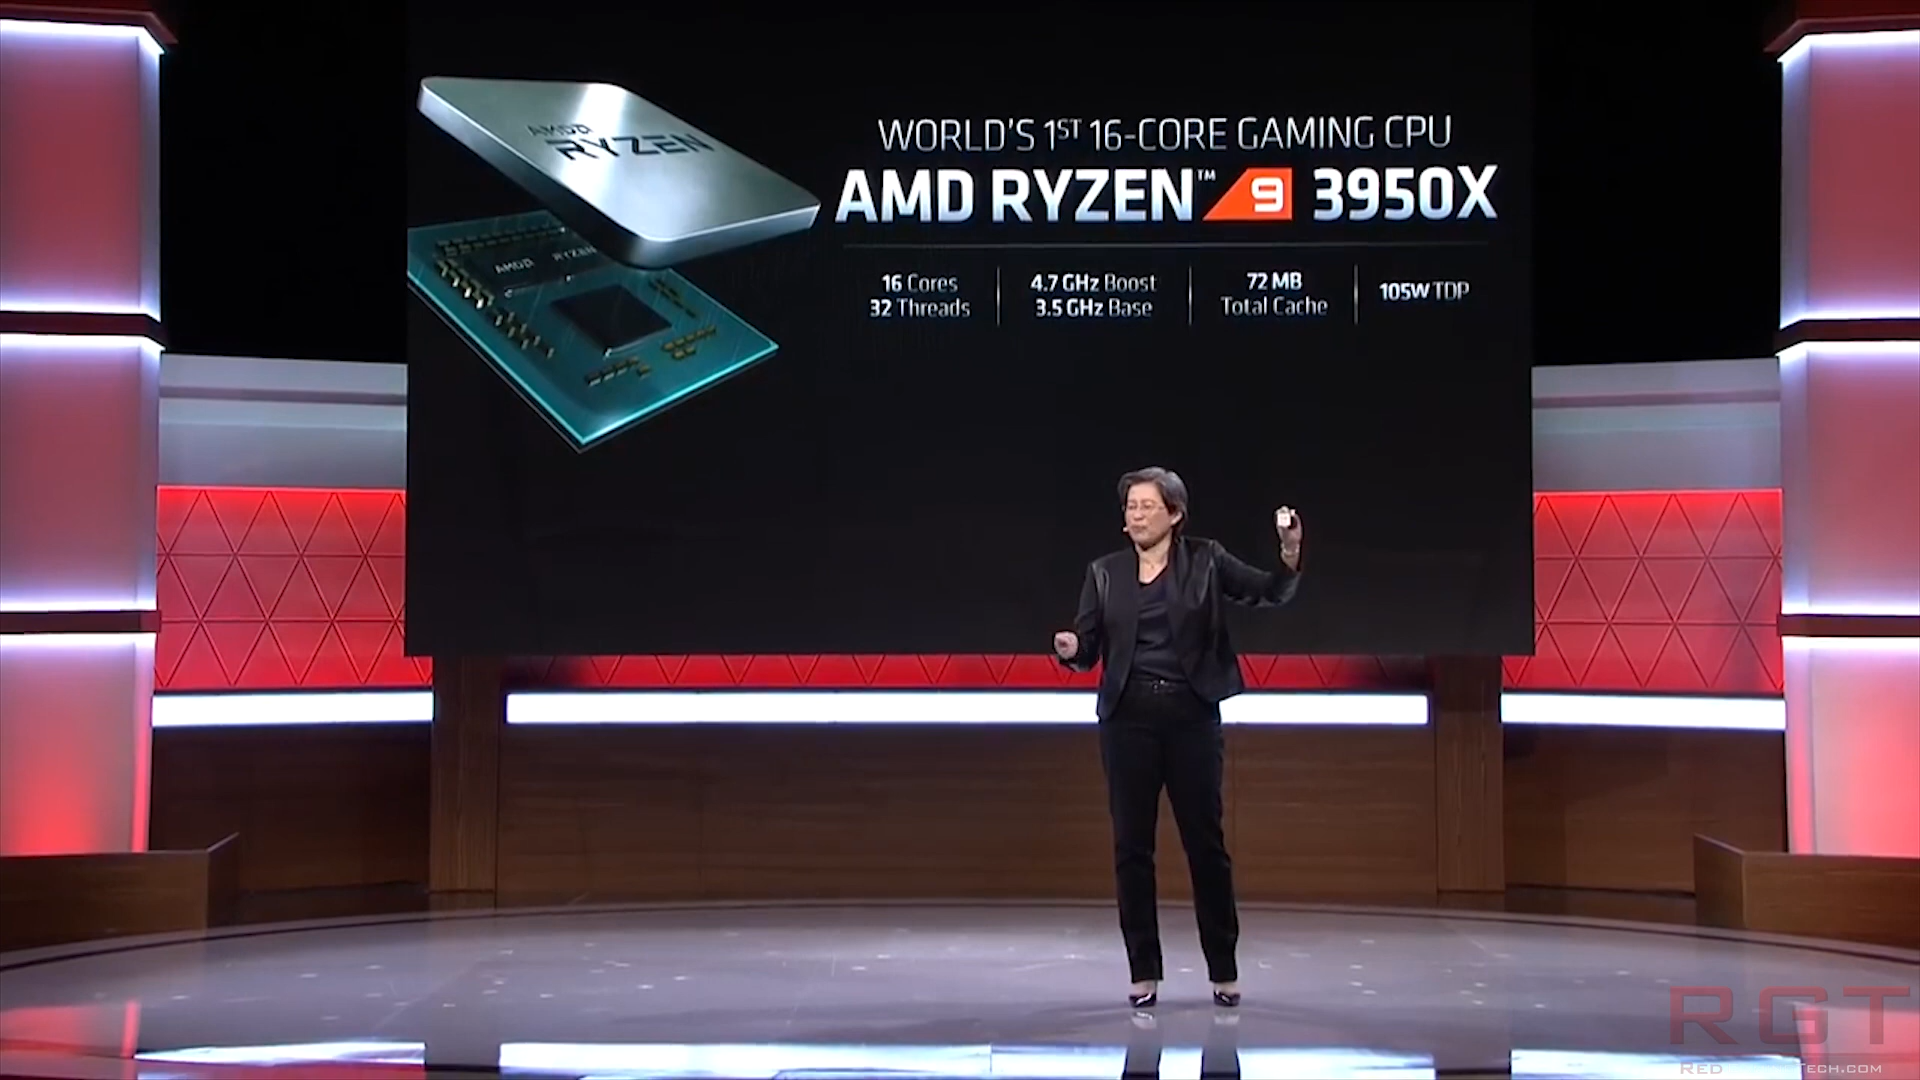 AMD
RYZEN
AMD RYZEN
WORLD'S 1ST 16-CORE GAMING CPU
AMD RYZEN™ 9 3950X
16 Cores
32 Threads
4.7 GHz Boost
3.5 GHz Base
72 MB
Total Cache
105W TDP
RGT